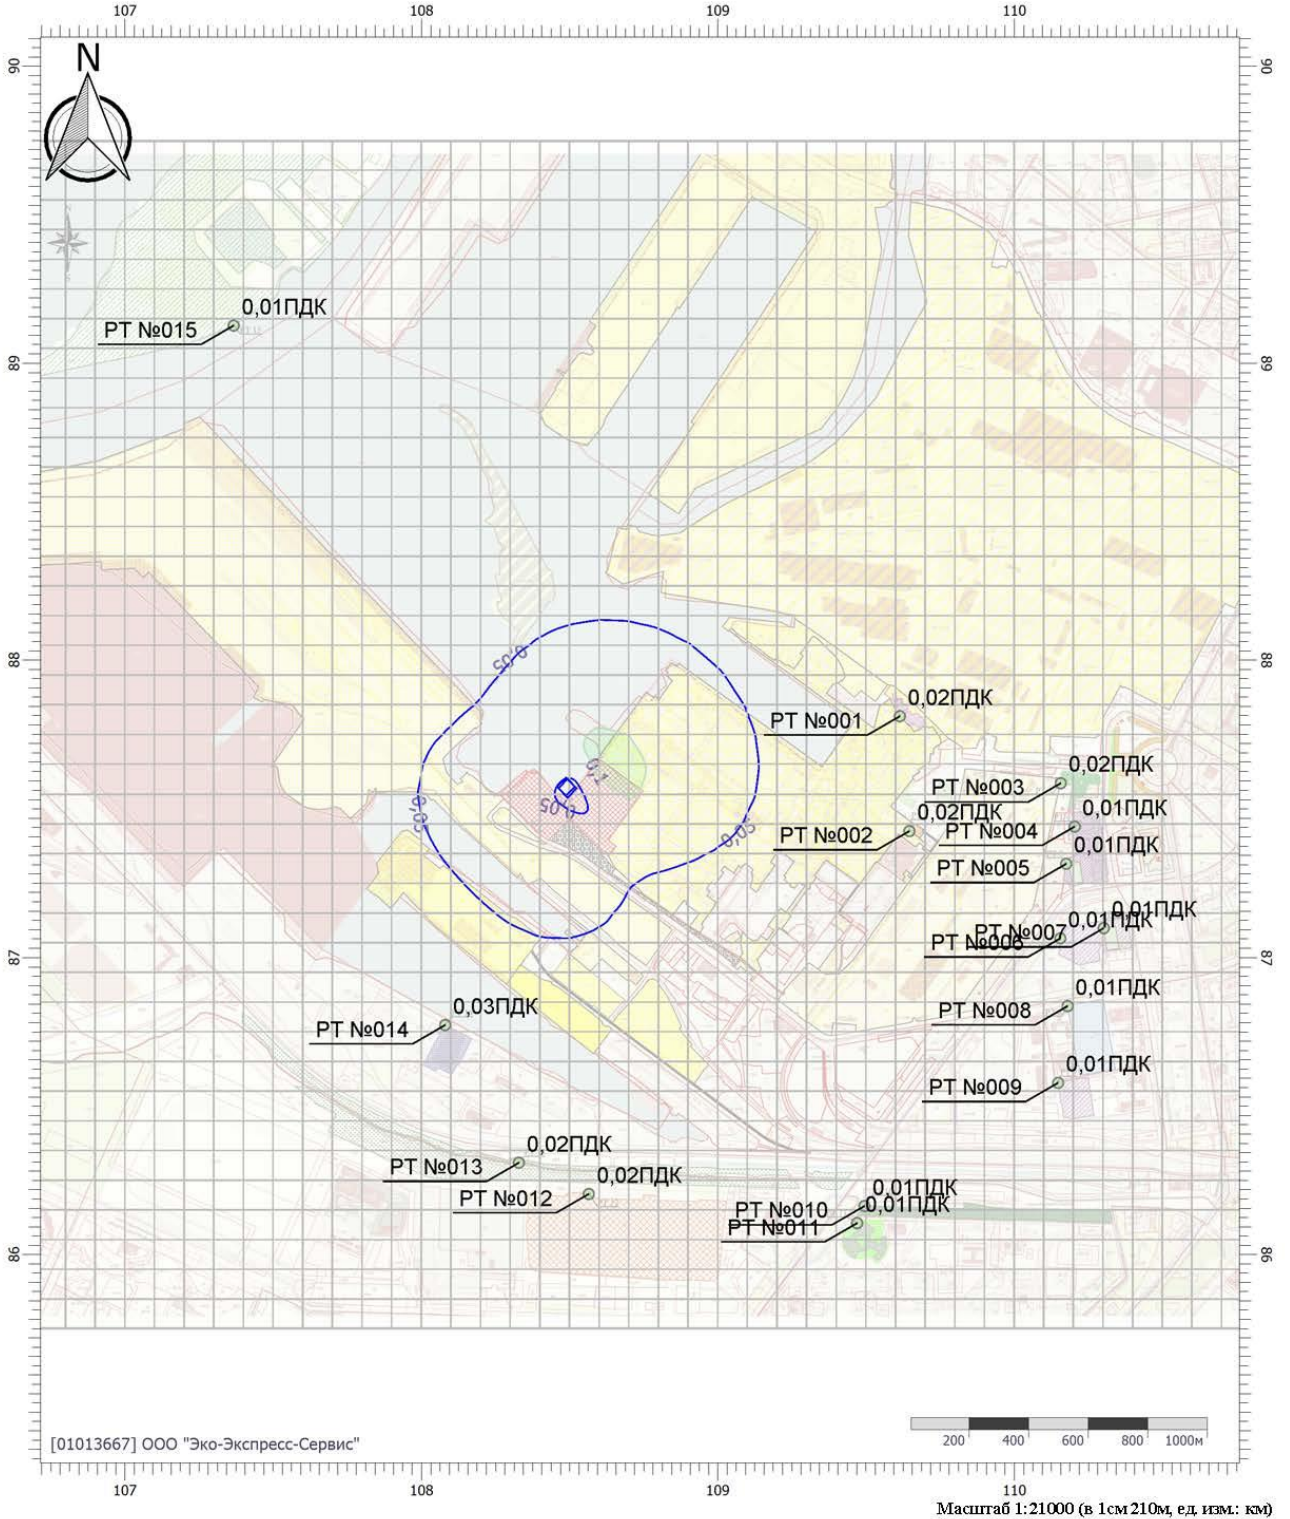 107 108 109 110
N
90 90
0,01ПДК
РТ №015
89 89
0,05
88 88
0,02ПДК
РТ №001
0,02ПДК
РТ №003
0,1
0,05
0,05
0,05
0,02ПДК
РТ №002
0,01ПДК
РТ №004
0,01ПДК
РТ №005
0,01ПДК
РТ №007
0,01ПДК
РТ №006
87 87
0,01ПДК
РТ №008
0,03ПДК
РТ №014
0,01ПДК
РТ №009
0,02ПДК
РТ №013
0,02ПДК
РТ №012
0,01ПДК
РТ №010
0,01ПДК
РТ №011
86 86
200 400 600 800 1000м
[01013667] ООО "Эко-Экспресс-Сервис"
107 108 109 110
Масштаб 1:21000 (в 1см 210м, ед. изм.: км)